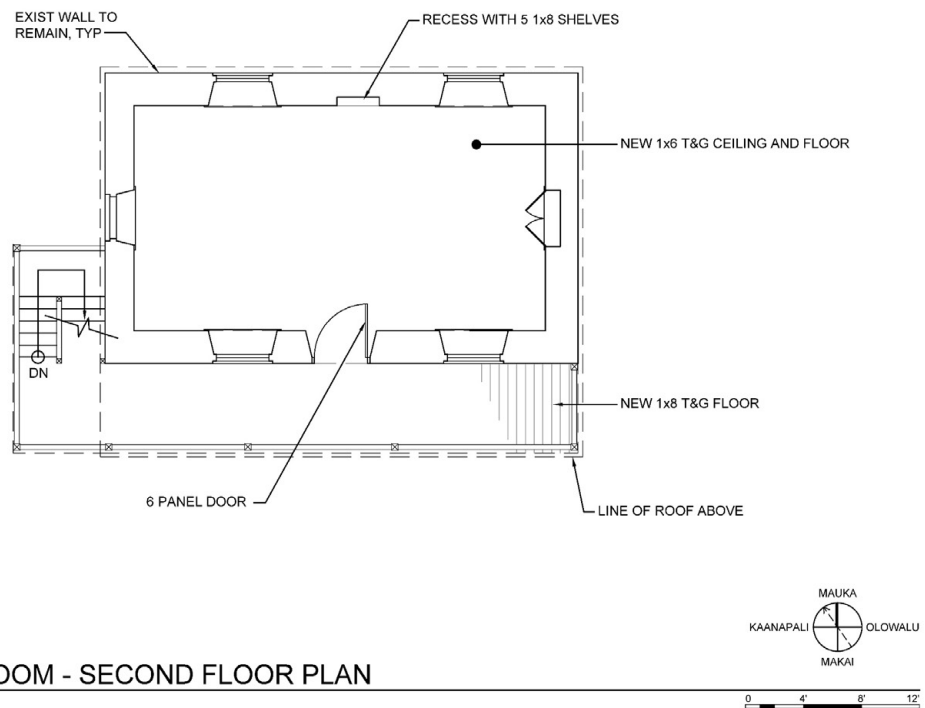 EXIST WALL TO
REMAIN, TYP
RECESS WITH 5 1x8 SHELVES
NEW 1x6 T&G CEILING AND FLOOR
DN
NEW 1x8 T&G FLOOR
6 PANEL DOOR
LINE OF ROOF ABOVE
MAUKA
KAANAPALI
OLOWALU
MAKAI
OOM - SECOND FLOOR PLAN
0 4' 8' 12'